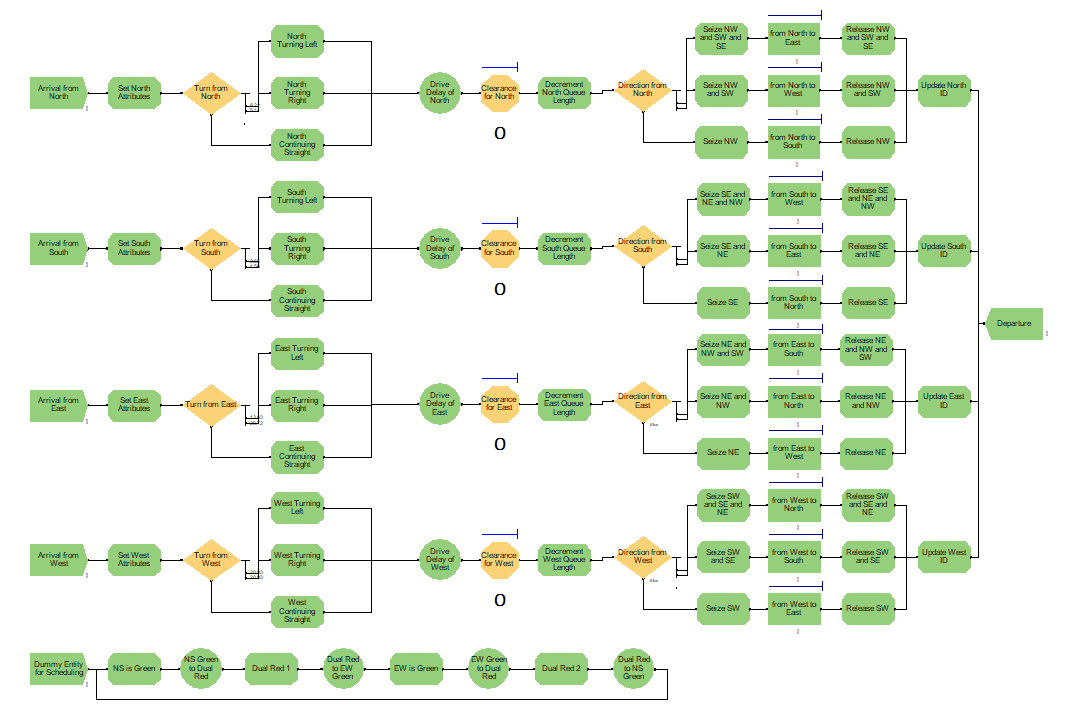 Arrival from
North
Set North
Attributes
Turn from
North
North
Turning Left
North
Turning
Right
North
Continuing
Straight
Drive
Delay of
North
Clearance
for North
0
Decrement
North Queue
Length
Direction from
North
Seize NW
and SW and
SE
from North to
East
Release NW
and SW and
SE
Seize NW
and SW
from North to
West
Release NW
and SW
Seize NW
from North to
South
Release NW
Update North
ID
Arrival from
South
Set South
Attributes
Turn from
South
South
Turning Left
South
Turning
Right
South
Continuing
Straight
Drive
Delay of
South
Clearance
for South
0
Decrement
South Queue
Length
Direction from
South
Seize SE and
NE and NW
from South to
West
Release SE
and NE and
NW
Seize SE and
NE
from South to
East
Release SE
and NE
Seize SE
from South to
North
Release SE
Update South
ID
Departure
Arrival from
East
Set East
Attributes
Turn from East
East Turning
Left
East Turning
Right
East
Continuing
Straight
Drive
Delay of
East
Clearance
for East
0
Decrement
East Queue
Length
Direction from
East
Else
Seize NE and
NW and SW
from East to
South
Release NE
and NW and
SW
Seize NE and
NW
from East to
North
Release NE
and NW
Seize NE
from East to
West
Release NE
Update East
ID
Arrival from
West
Set West
Attributes
Turn from
West
West Turning
Left
West Turning
Right
West
Continuing
Straight
Drive
Delay of
West
Clearance
for West
0
Decrement
West Queue
Length
Direction from
West
Else
Seize SW
and SE and
NE
from West to
North
Release SW
and SE and
NE
Seize SW
and SE
from West to
South
Release SW
and SE
Seize SW
from West to
East
Release SW
Update West
ID
Dummy Entity
for Scheduling
NS is Green
NS Green
to Dual
Red
Dual Red 1
Dual Red
to EW
Green
EW is Green
EW Green
to Dual
Red
Dual Red 2
Dual Red
to NS
Green